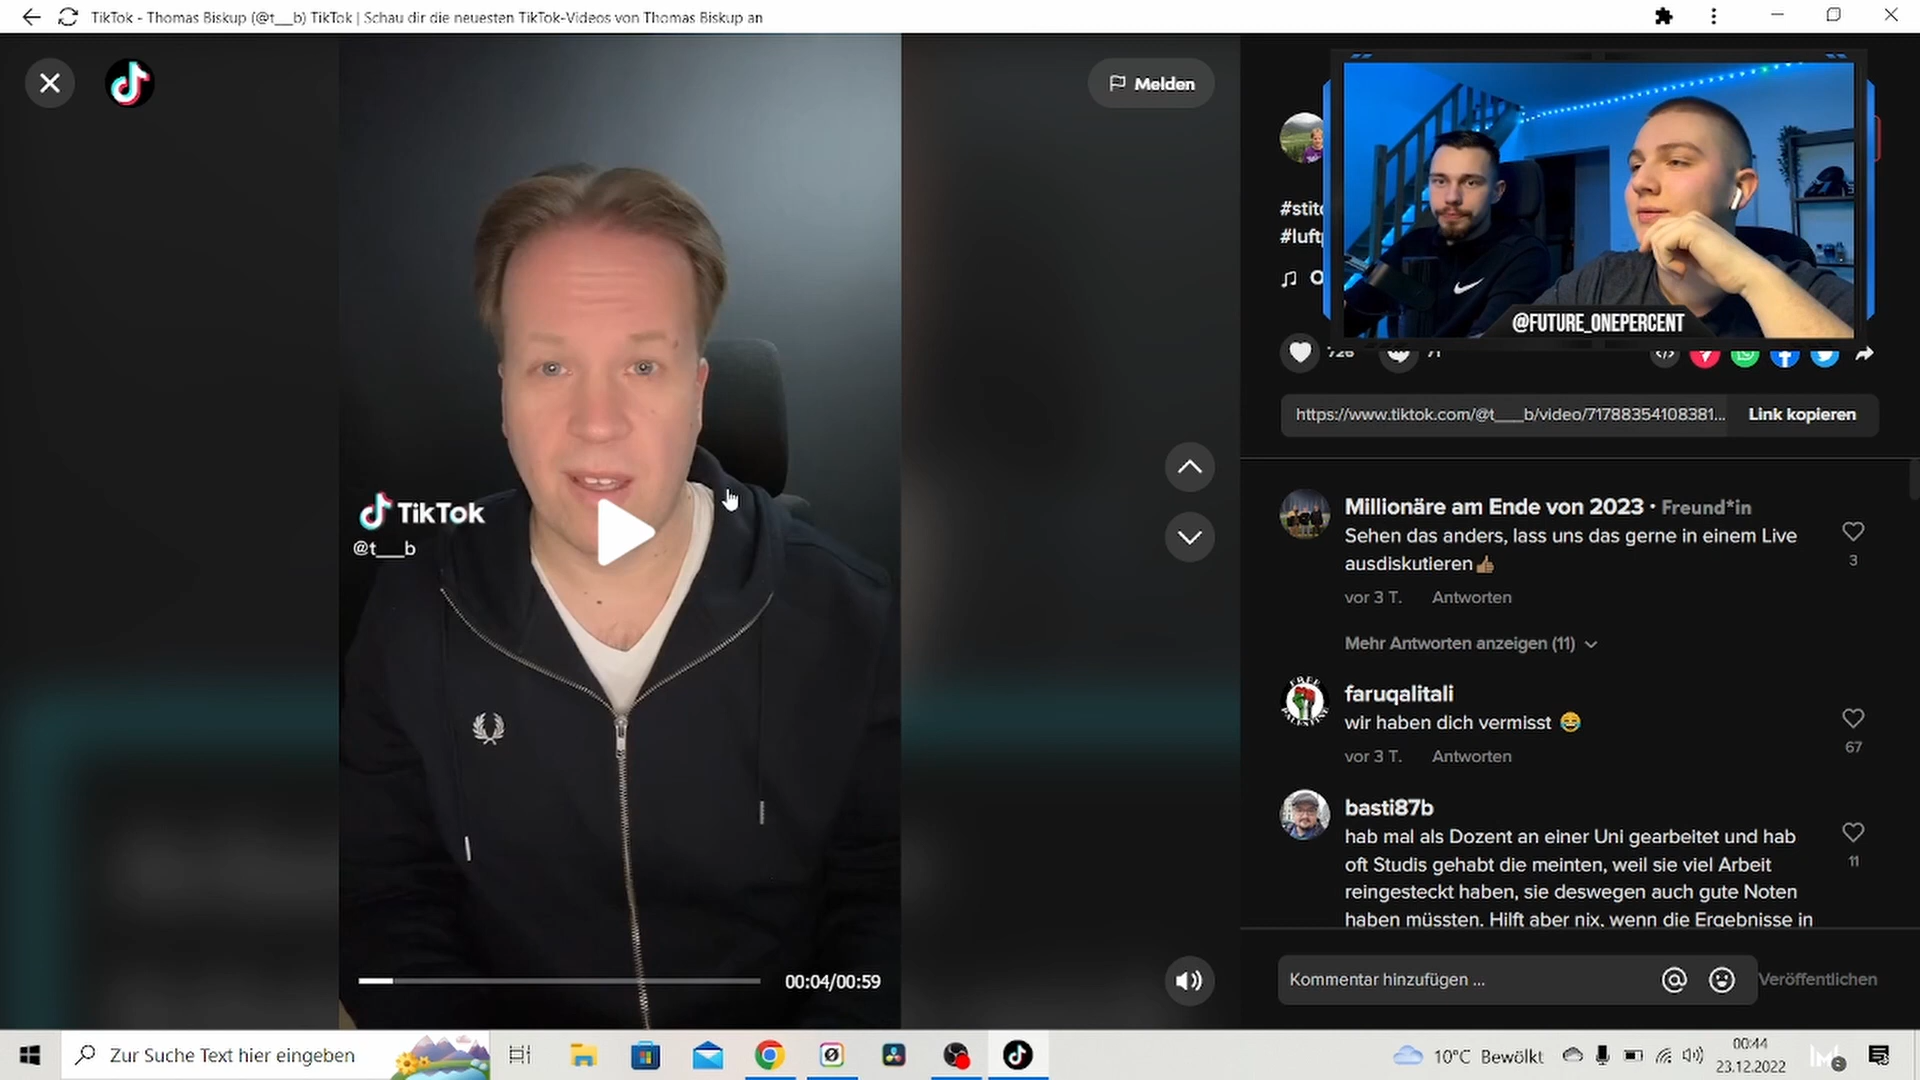 TikTok - Thomas Biskup (@t__b) TikTok | Schau dir die neuesten TikTok-Videos von Thomas Biskup an
Melden
@FUTURE_ONEPERCENT
726
71
https://www.tiktok.com/@t___b/video/71788354108381...
Link kopieren
TikTok
@t___b
00:04/00:59
Millionäre am Ende von 2023 · Freund*in
Sehen das anders, lass uns das gerne in einem Live
ausdiskutieren👍🏽
3
vor 3 T. Antworten
Mehr Antworten anzeigen (11)
FREE
PALESTINE
faruqalitali
wir haben dich vermisst 😂
67
vor 3 T. Antworten
basti87b
hab mal als Dozent an einer Uni gearbeitet und hab
oft Studis gehabt die meinten, weil sie viel Arbeit
reingesteckt haben, sie deswegen auch gute Noten
haben müssten. Hilft aber nix, wenn die Ergebnisse in
11
Kommentar hinzufügen ...
Veröffentlichen
Zur Suche Text hier eingeben
10°C Bewölkt
00:44
23.12.2022